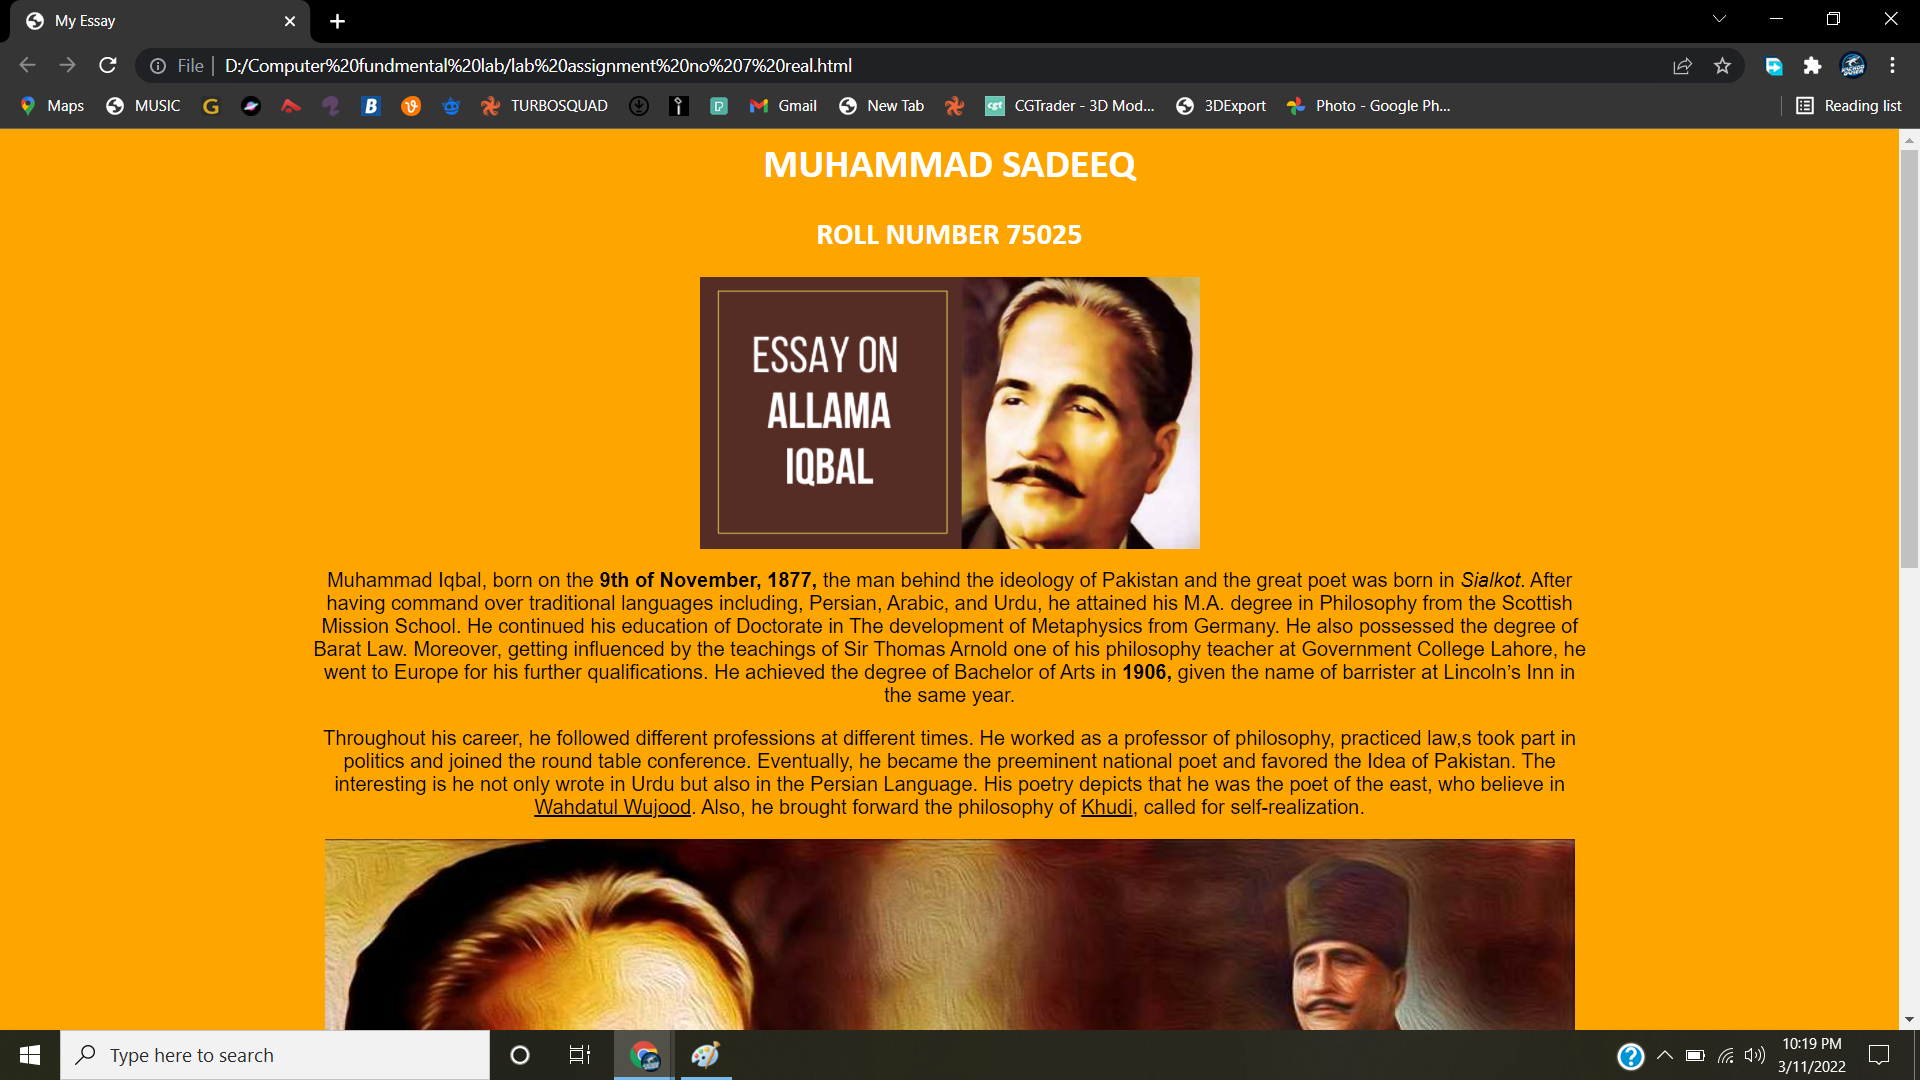 My Essay
File | D:/Computer%20fundmental%20lab/lab%20assignment%20no%207%20real.html
Maps MUSIC TURBOSQUAD Gmail New Tab cgt CGTrader - 3D Mod... 3DExport Photo - Google Ph... Reading list
MUHAMMAD SADEEQ
ROLL NUMBER 75025
ESSAY ON
ALLAMA
IQBAL
Muhammad Iqbal, born on the 9th of November, 1877, the man behind the ideology of Pakistan and the great poet was born in Sialkot. After
having command over traditional languages including, Persian, Arabic, and Urdu, he attained his M.A. degree in Philosophy from the Scottish
Mission School. He continued his education of Doctorate in The development of Metaphysics from Germany. He also possessed the degree of
Barat Law. Moreover, getting influenced by the teachings of Sir Thomas Arnold one of his philosophy teacher at Government College Lahore, he
went to Europe for his further qualifications. He achieved the degree of Bachelor of Arts in 1906, given the name of barrister at Lincoln’s Inn in
the same year.
Throughout his career, he followed different professions at different times. He worked as a professor of philosophy, practiced law,s took part in
politics and joined the round table conference. Eventually, he became the preeminent national poet and favored the Idea of Pakistan. The
interesting is he not only wrote in Urdu but also in the Persian Language. His poetry depicts that he was the poet of the east, who believe in
Wahdatul Wujood. Also, he brought forward the philosophy of Khudi, called for self-realization.
Type here to search
10:19 PM
3/11/2022